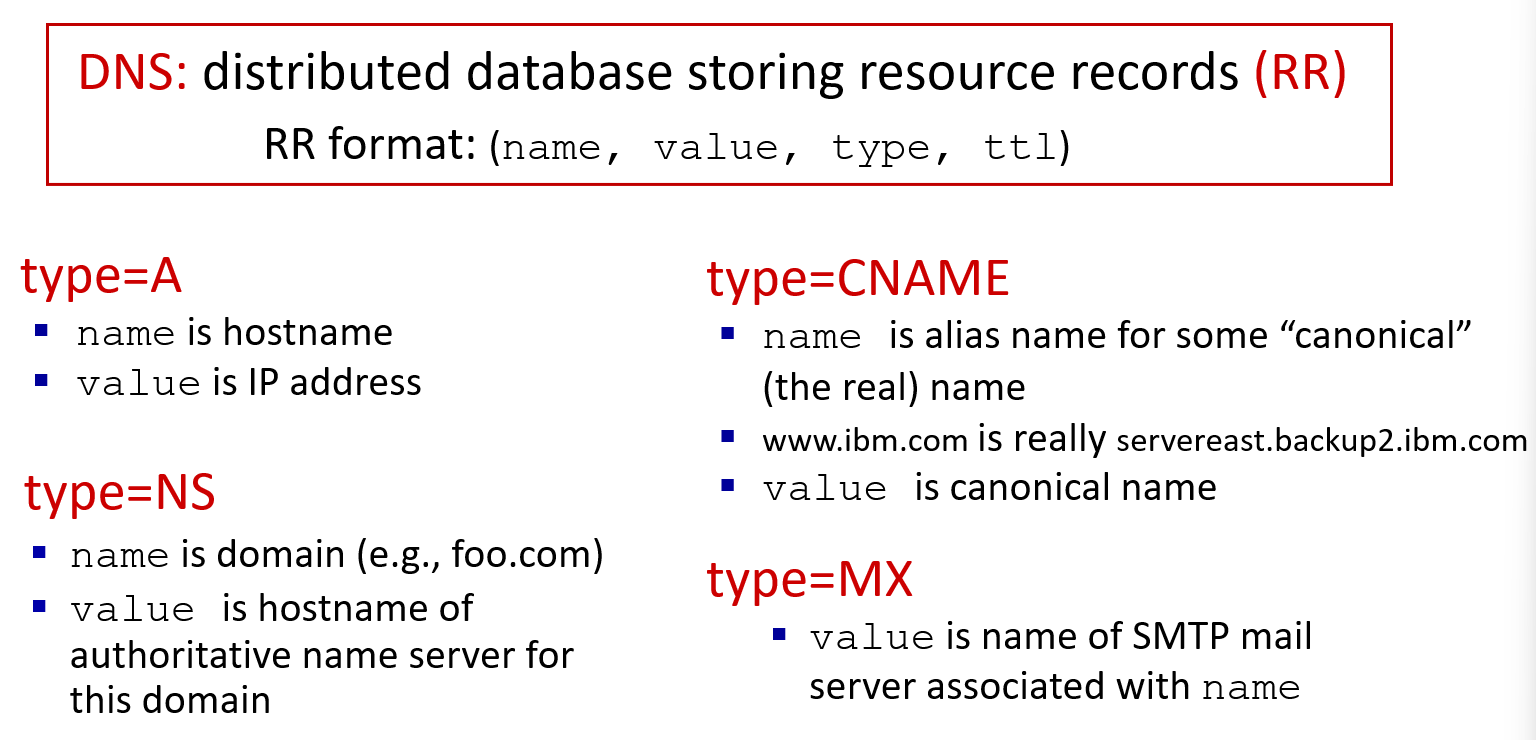 DNS: distributed database storing resource records (RR)
RR format: (name, value, type, ttl)
type=A
name is hostname
value is IP address
type=NS
name is domain (e.g., foo.com)
value is hostname of
authoritative name server for
this domain
type=CNAME
name is alias name for some “canonical”
(the real) name
www.ibm.com is really servereast.backup2.ibm.com
value is canonical name
type=MX
value is name of SMTP mail
server associated with name